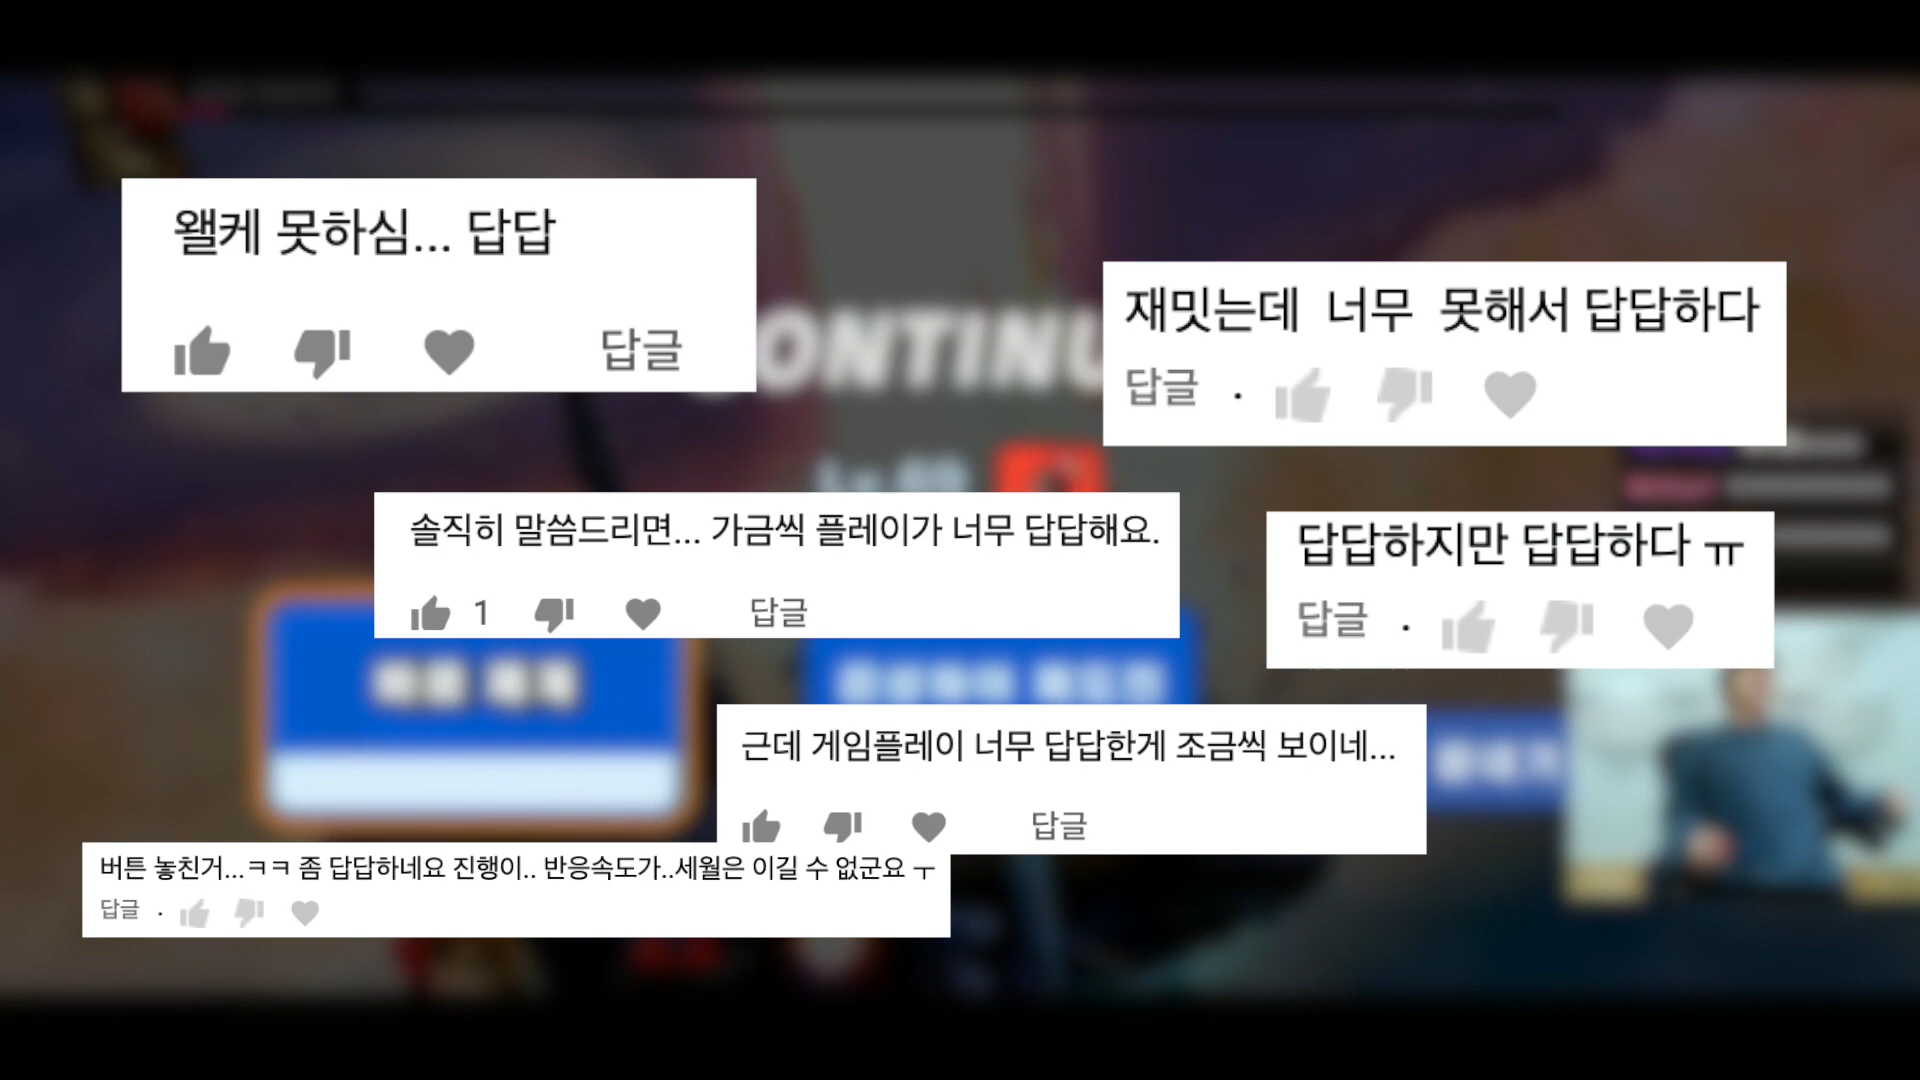 왤케 못하심... 답답
답글
재밋는데 너무 못해서 답답하다
답글 ·
솔직히 말씀드리면... 가금씩 플레이가 너무 답답해요.
1 답글
답답하지만 답답하다 ㅠ
답글 ·
근데 게임플레이 너무 답답한게 조금씩 보이네...
답글
버튼 놓친거...ㅋㅋ 좀 답답하네요 진행이.. 반응속도가..세월은 이길 수 없군요 ㅜ
답글 ·
CONTINU
Lv.69